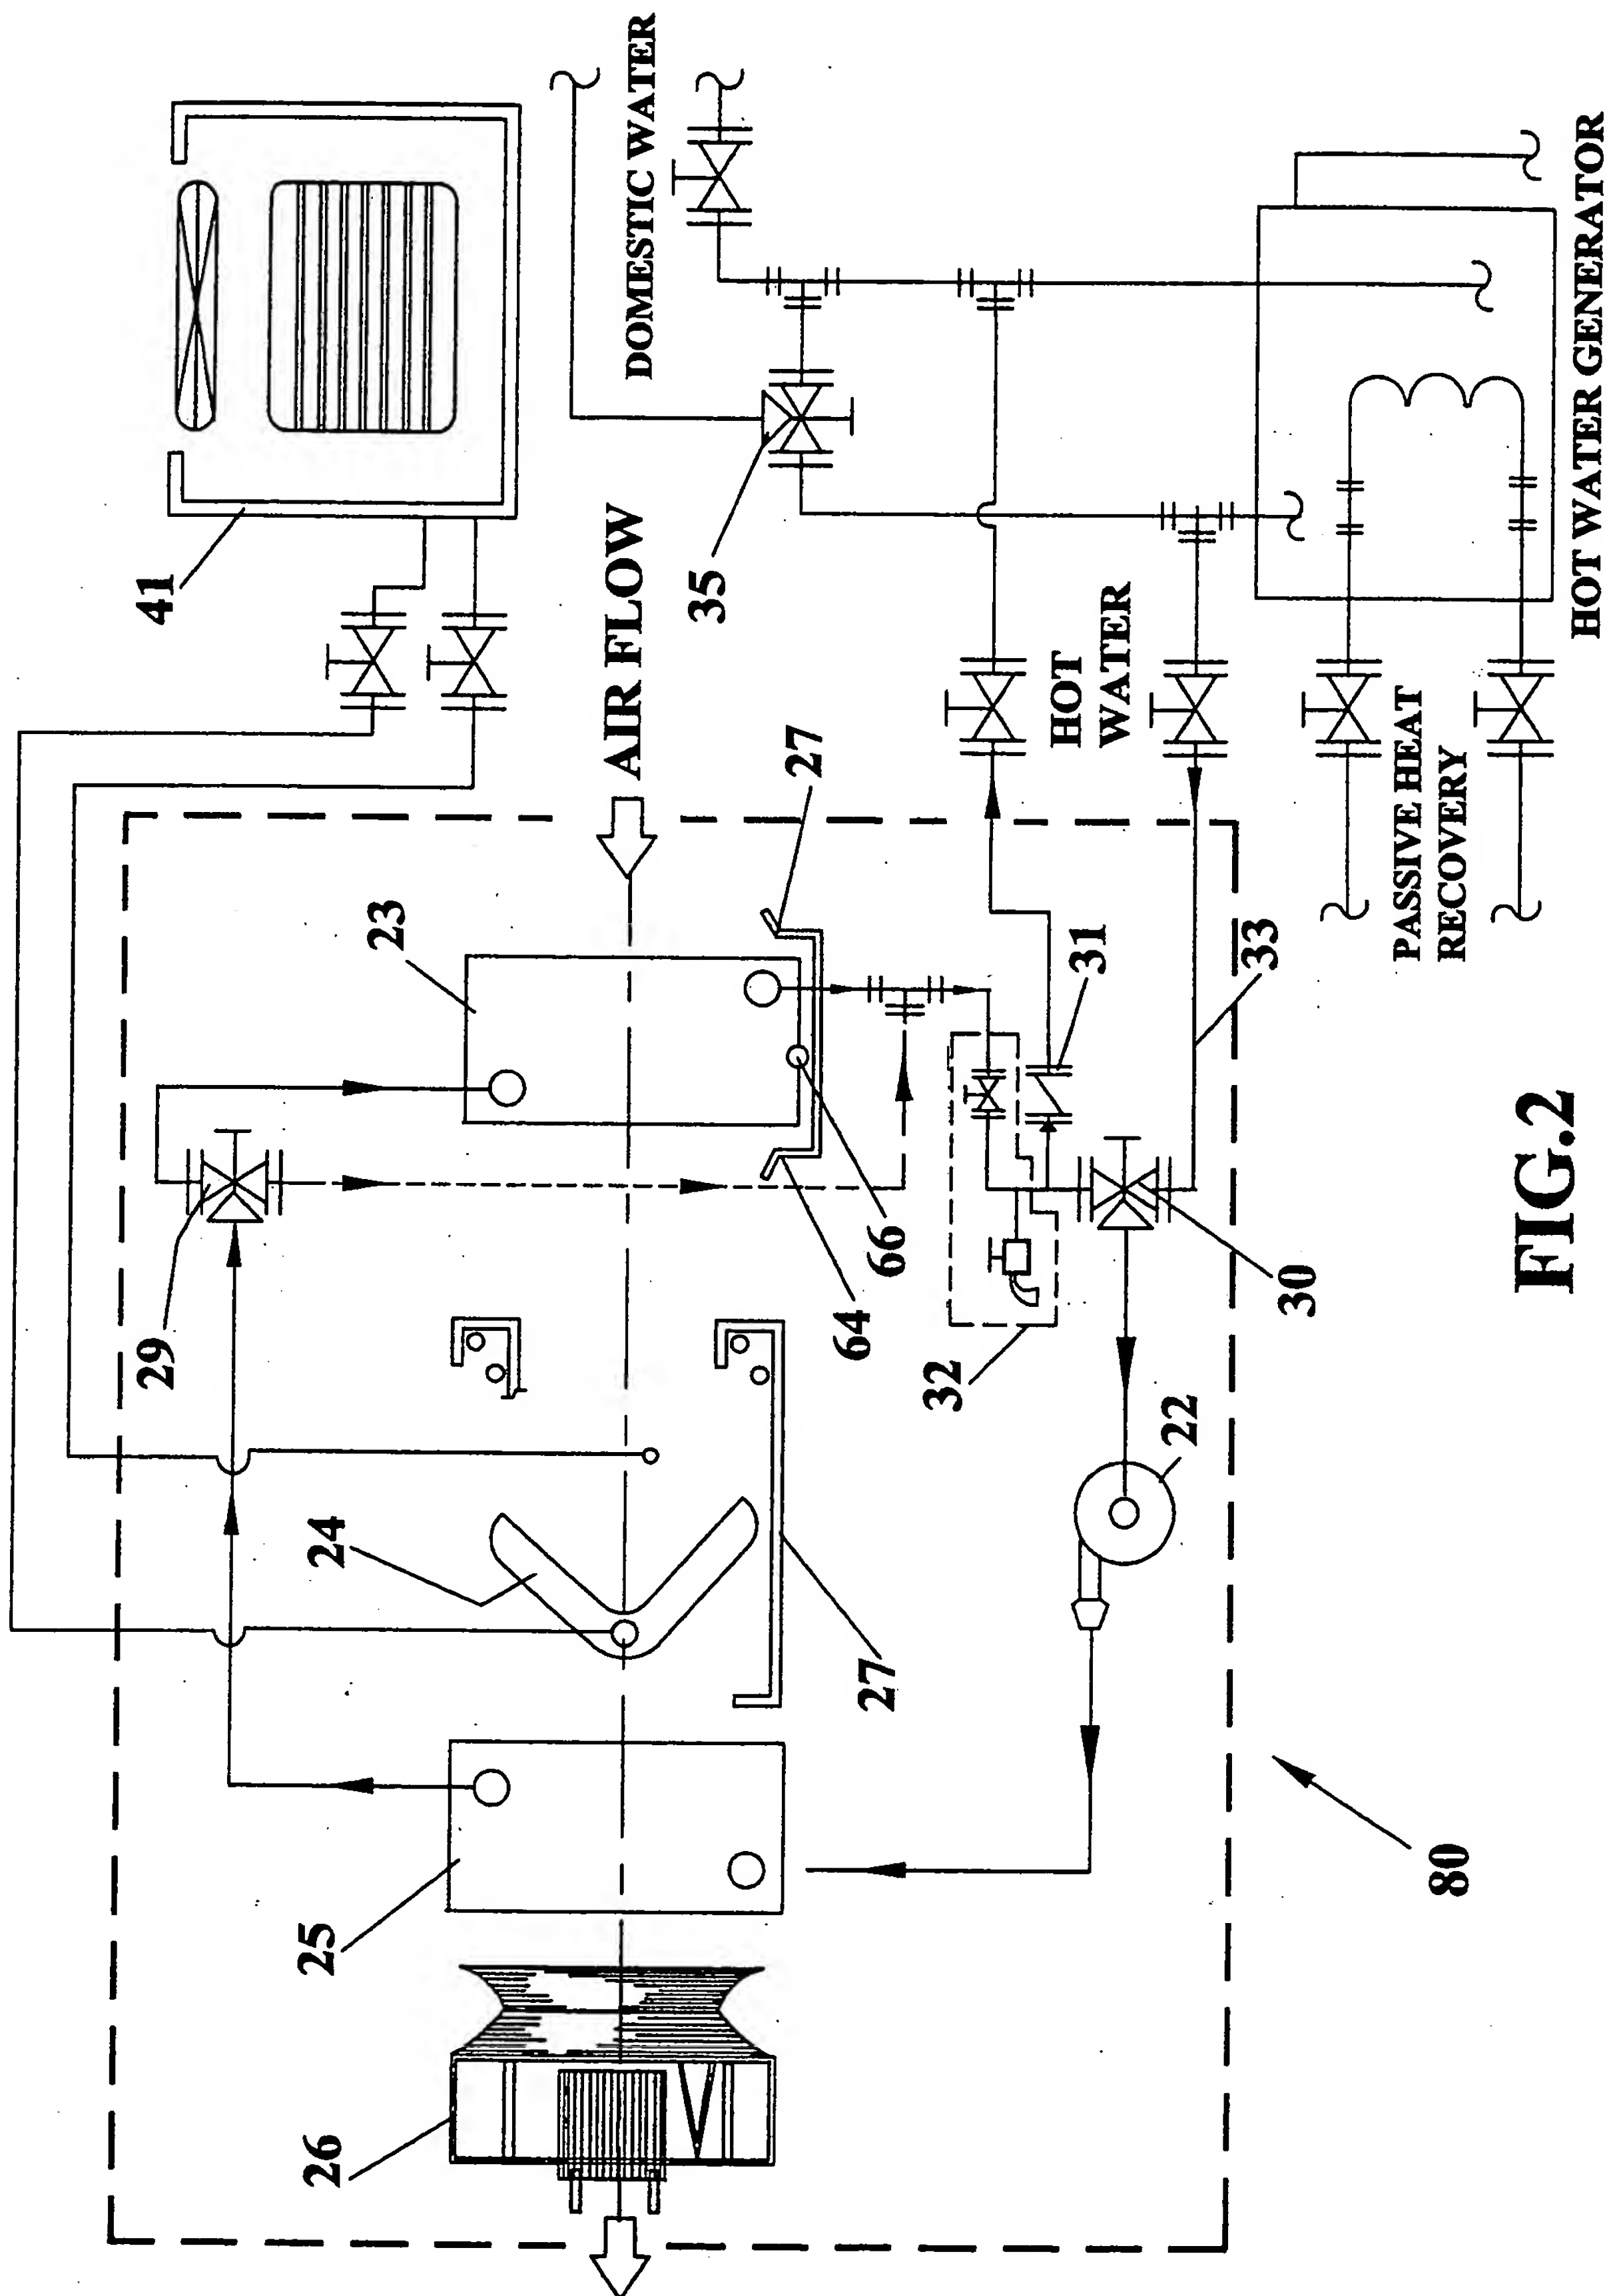 41
DOMESTIC WATER
AIR FLOW
35
HOT
WATER
27
23
29
31
PASSIVE HEAT
RECOVERY
HOT WATER GENERATOR
33
66
64
32
30
24
22
27
25
26
80
FIG.2